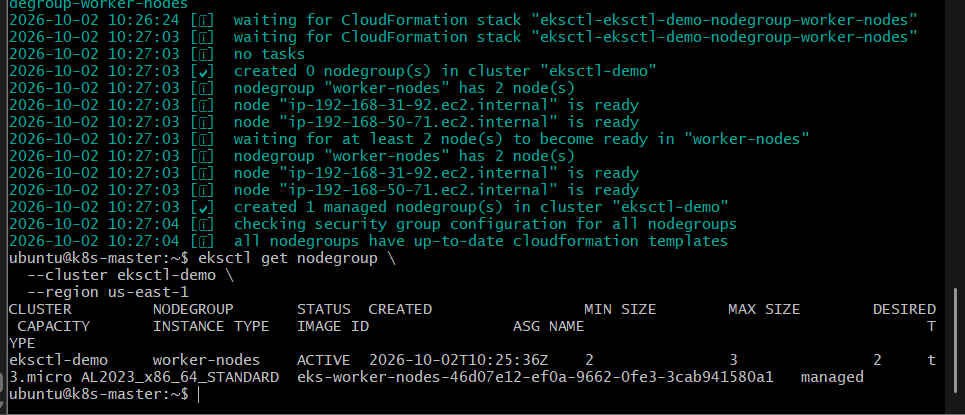 degroup-worker-nodes"
2026-10-02 10:26:24 [ℹ]  waiting for CloudFormation stack "eksctl-eksctl-demo-nodegroup-worker-nodes"
2026-10-02 10:27:03 [ℹ]  waiting for CloudFormation stack "eksctl-eksctl-demo-nodegroup-worker-nodes"
2026-10-02 10:27:03 [ℹ]  no tasks
2026-10-02 10:27:03 [✔]  created 0 nodegroup(s) in cluster "eksctl-demo"
2026-10-02 10:27:03 [ℹ]  nodegroup "worker-nodes" has 2 node(s)
2026-10-02 10:27:03 [ℹ]  node "ip-192-168-31-92.ec2.internal" is ready
2026-10-02 10:27:03 [ℹ]  node "ip-192-168-50-71.ec2.internal" is ready
2026-10-02 10:27:03 [ℹ]  waiting for at least 2 node(s) to become ready in "worker-nodes"
2026-10-02 10:27:03 [ℹ]  nodegroup "worker-nodes" has 2 node(s)
2026-10-02 10:27:03 [ℹ]  node "ip-192-168-31-92.ec2.internal" is ready
2026-10-02 10:27:03 [ℹ]  node "ip-192-168-50-71.ec2.internal" is ready
2026-10-02 10:27:03 [✔]  created 1 managed nodegroup(s) in cluster "eksctl-demo"
2026-10-02 10:27:04 [ℹ]  checking security group configuration for all nodegroups
2026-10-02 10:27:04 [ℹ]  all nodegroups have up-to-date cloudformation templates
ubuntu@k8s-master:~$ eksctl get nodegroup \
  --cluster eksctl-demo \
  --region us-east-1
CLUSTER         NODEGROUP       STATUS  CREATED                 MIN SIZE        MAX SIZE        DESIRED
 CAPACITY       INSTANCE TYPE   IMAGE ID                ASG NAME                                      T
YPE
eksctl-demo     worker-nodes    ACTIVE  2026-10-02T10:25:36Z    2               3               2     t
3.micro AL2023_x86_64_STANDARD  eks-worker-nodes-46d07e12-ef0a-9662-0fe3-3cab941580a1   managed
ubuntu@k8s-master:~$